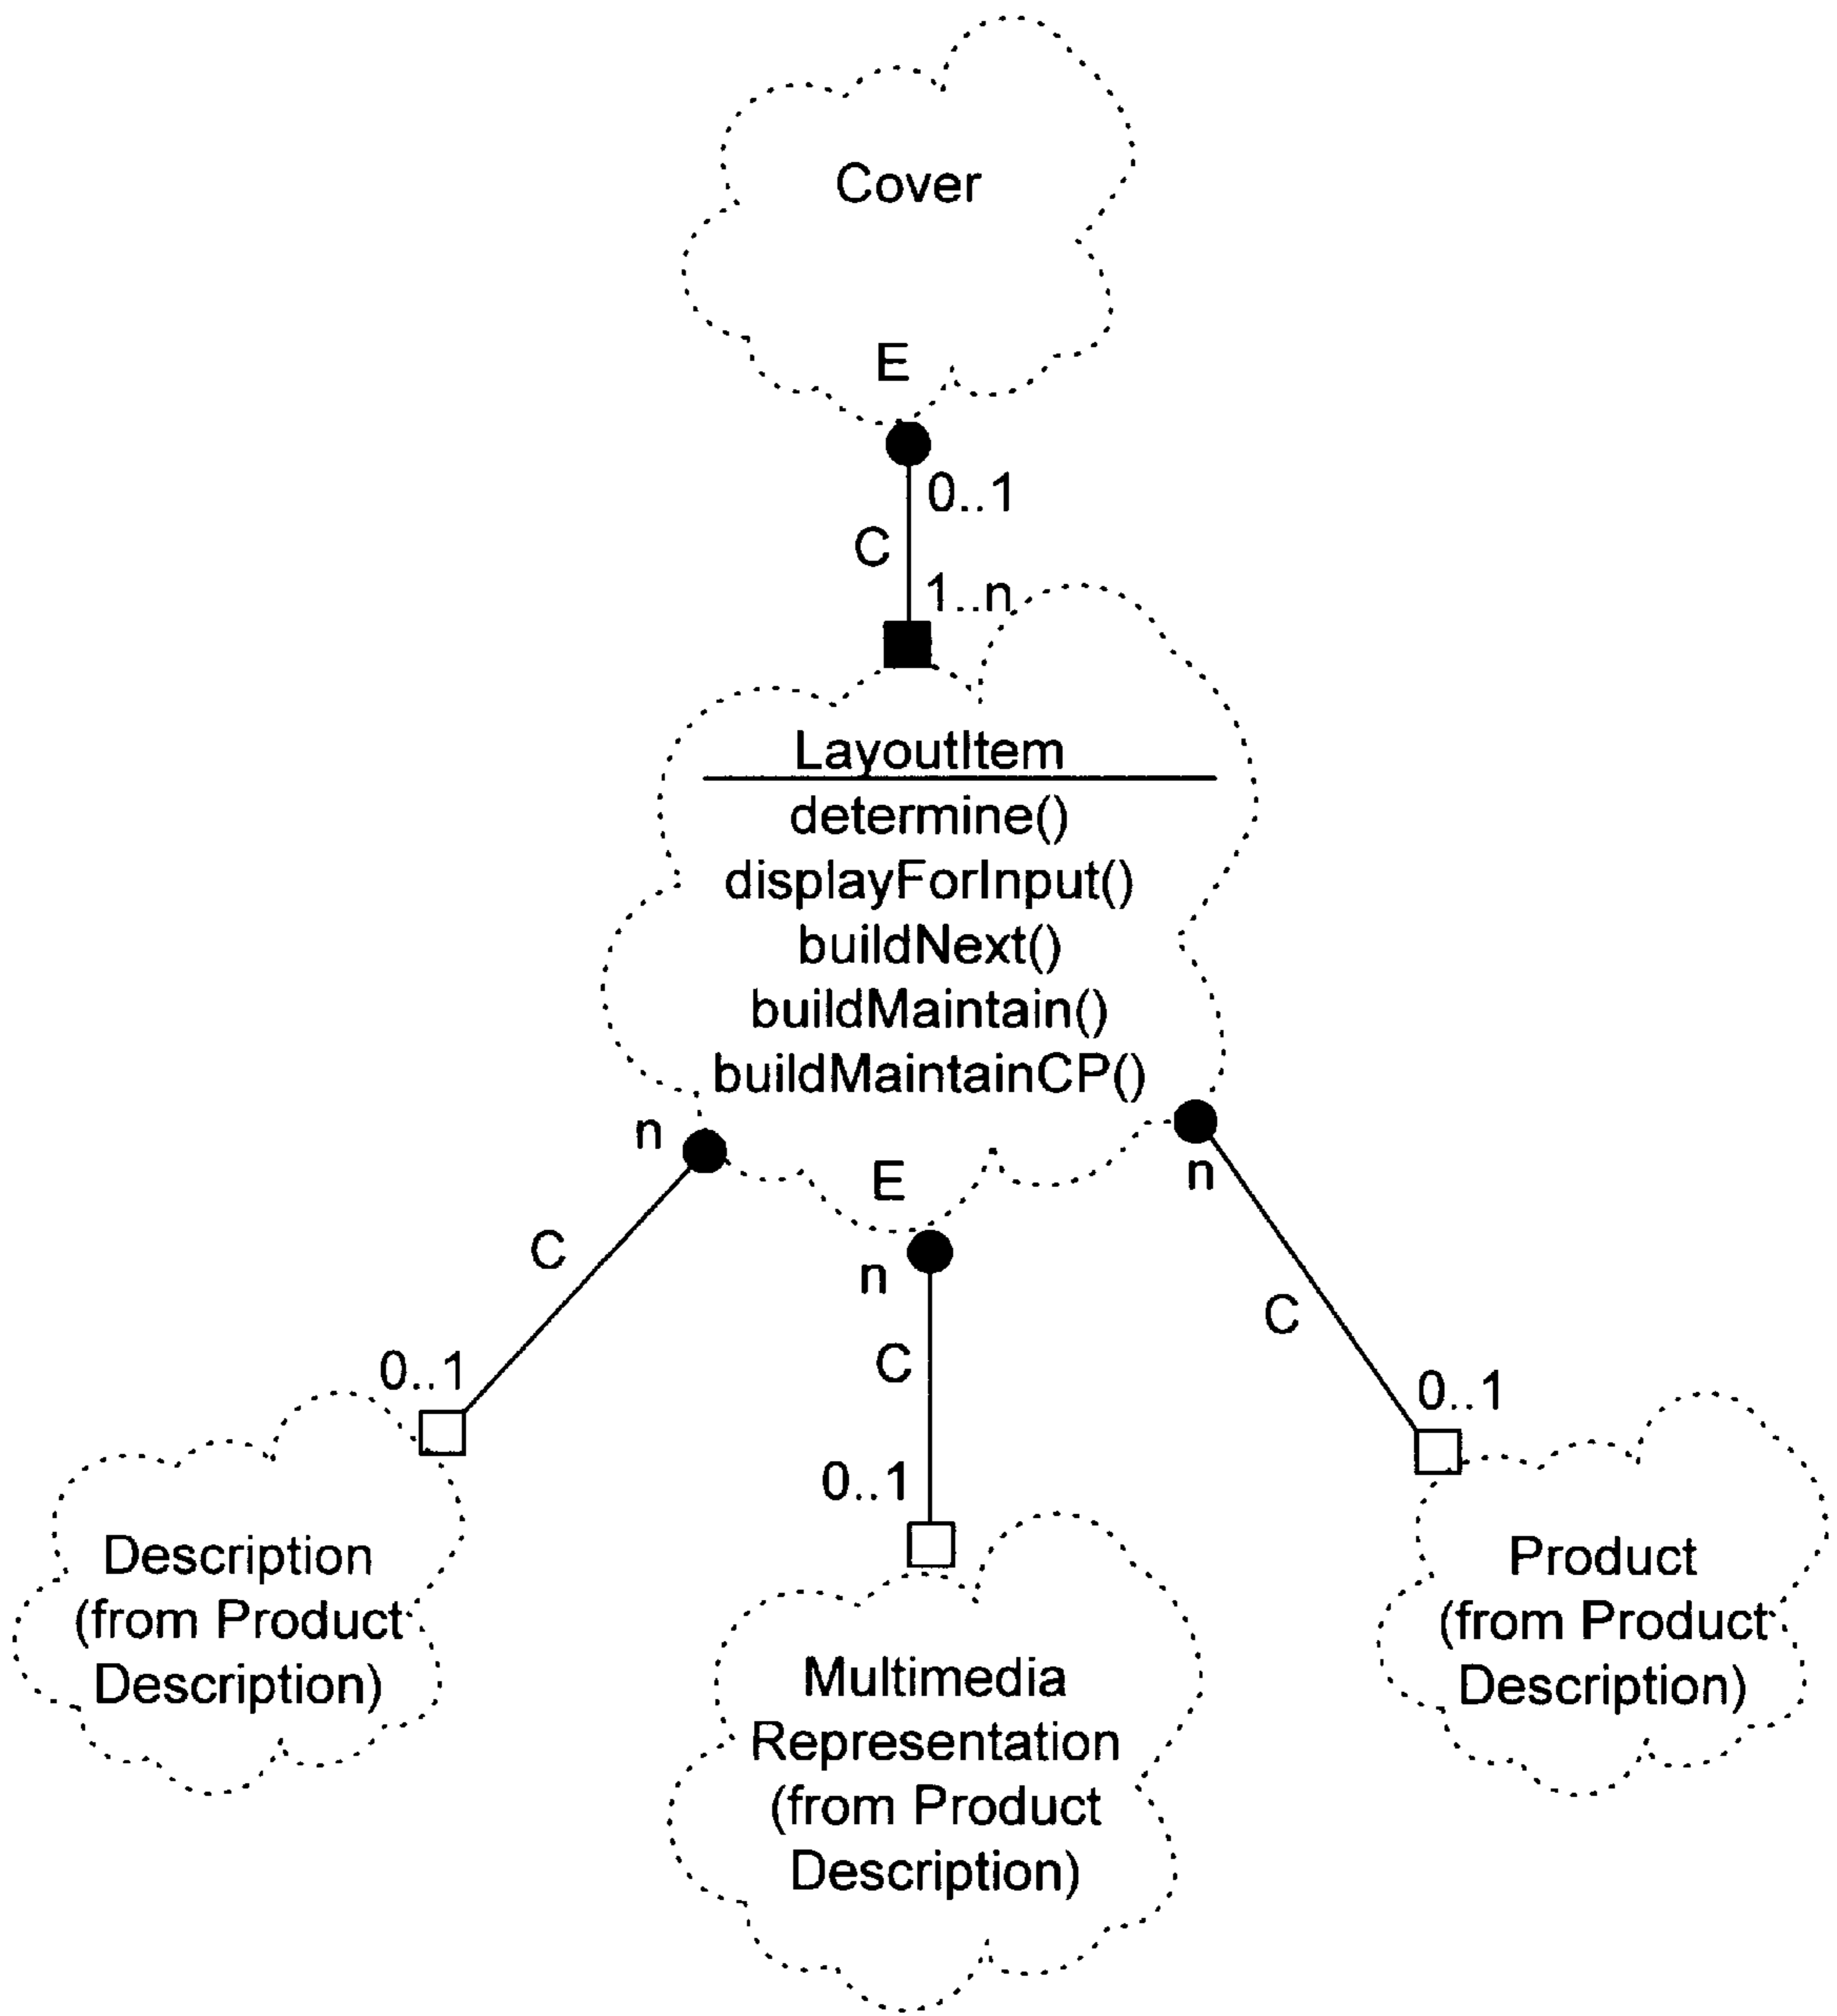 Cover
E
0..1
C
1..n
LayoutItem
determine()
displayForInput()
buildNext()
buildMaintain()
buildMaintainCP()
n
E
n
n
C
C
C
0..1
0..1
0..1
Description
(from Product
Description)
Multimedia
Representation
(from Product
Description)
Product
(from Product
Description)